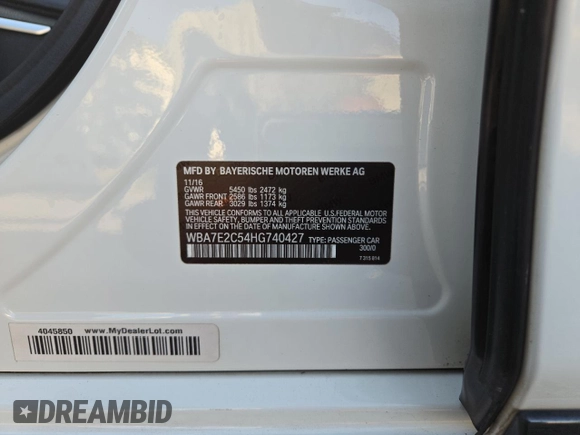 MFD BY BAYERISCHE MOTOREN WERKE AG
11/16
GVWR 5450 lbs 2472 kg
GAWR FRONT 2586 lbs 1173 kg
GAWR REAR 3029 lbs 1374 kg
THIS VEHICLE CONFORMS TO ALL APPLICABLE U.S.FEDERAL MOTOR
VEHICLE SAFETY, BUMPER AND THEFT PREVENTION STANDARDS
IN EFFECT ON THE DATE OF MANUFACTURE SHOWN ABOVE.
WBA7E2C54HG740427 TYPE: PASSENGER CAR
300/0
7 315 816
4045850 www.MyDealerLot.com
DREAMBID